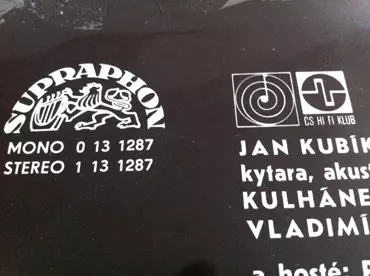 SUPRAPHON
MONO 0 13 1287
STEREO 1 13 1287
CS HI FI KLUB
JAN KUBÍK
kytara, akust
KULHÁNE
VLADIMÍ
a hosté: